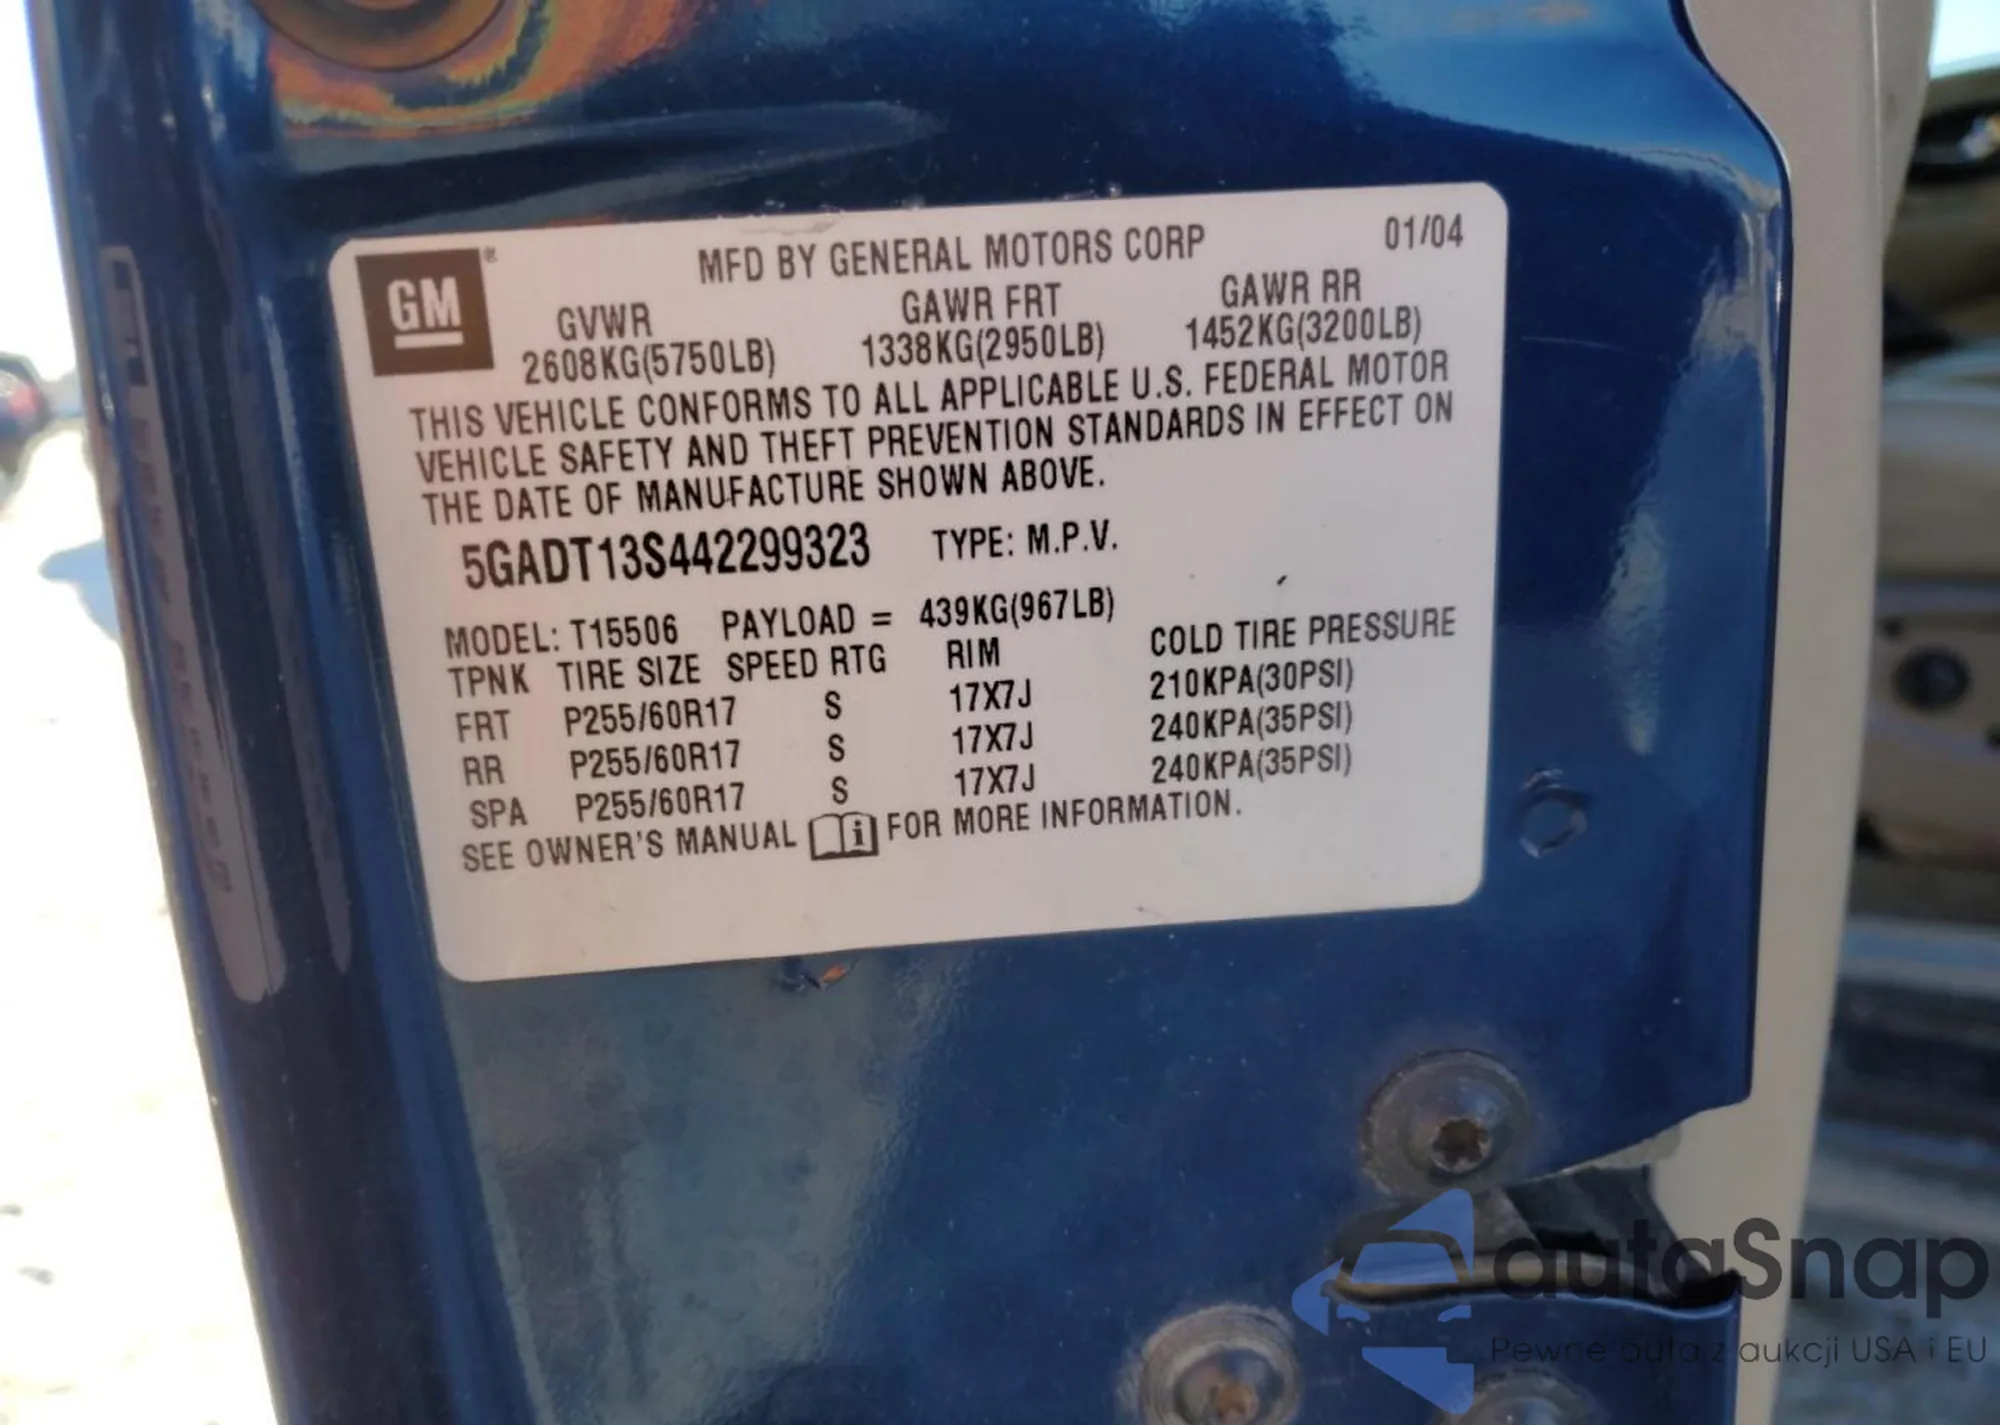 GM ®
MFD BY GENERAL MOTORS CORP 01/04
GVWR GAWR FRT GAWR RR
2608KG(5750LB) 1338KG(2950LB) 1452KG(3200LB)
THIS VEHICLE CONFORMS TO ALL APPLICABLE U.S. FEDERAL MOTOR
VEHICLE SAFETY AND THEFT PREVENTION STANDARDS IN EFFECT ON
THE DATE OF MANUFACTURE SHOWN ABOVE.
5GADT13S442299323 TYPE: M.P.V.
MODEL: T15506 PAYLOAD = 439KG(967LB)
TPNK TIRE SIZE SPEED RTG RIM COLD TIRE PRESSURE
FRT P255/60R17 S 17X7J 210KPA(30PSI)
RR P255/60R17 S 17X7J 240KPA(35PSI)
SPA P255/60R17 S 17X7J 240KPA(35PSI)
SEE OWNER'S MANUAL i FOR MORE INFORMATION.
autaSnap
Pewne auta z aukcji USA i EU